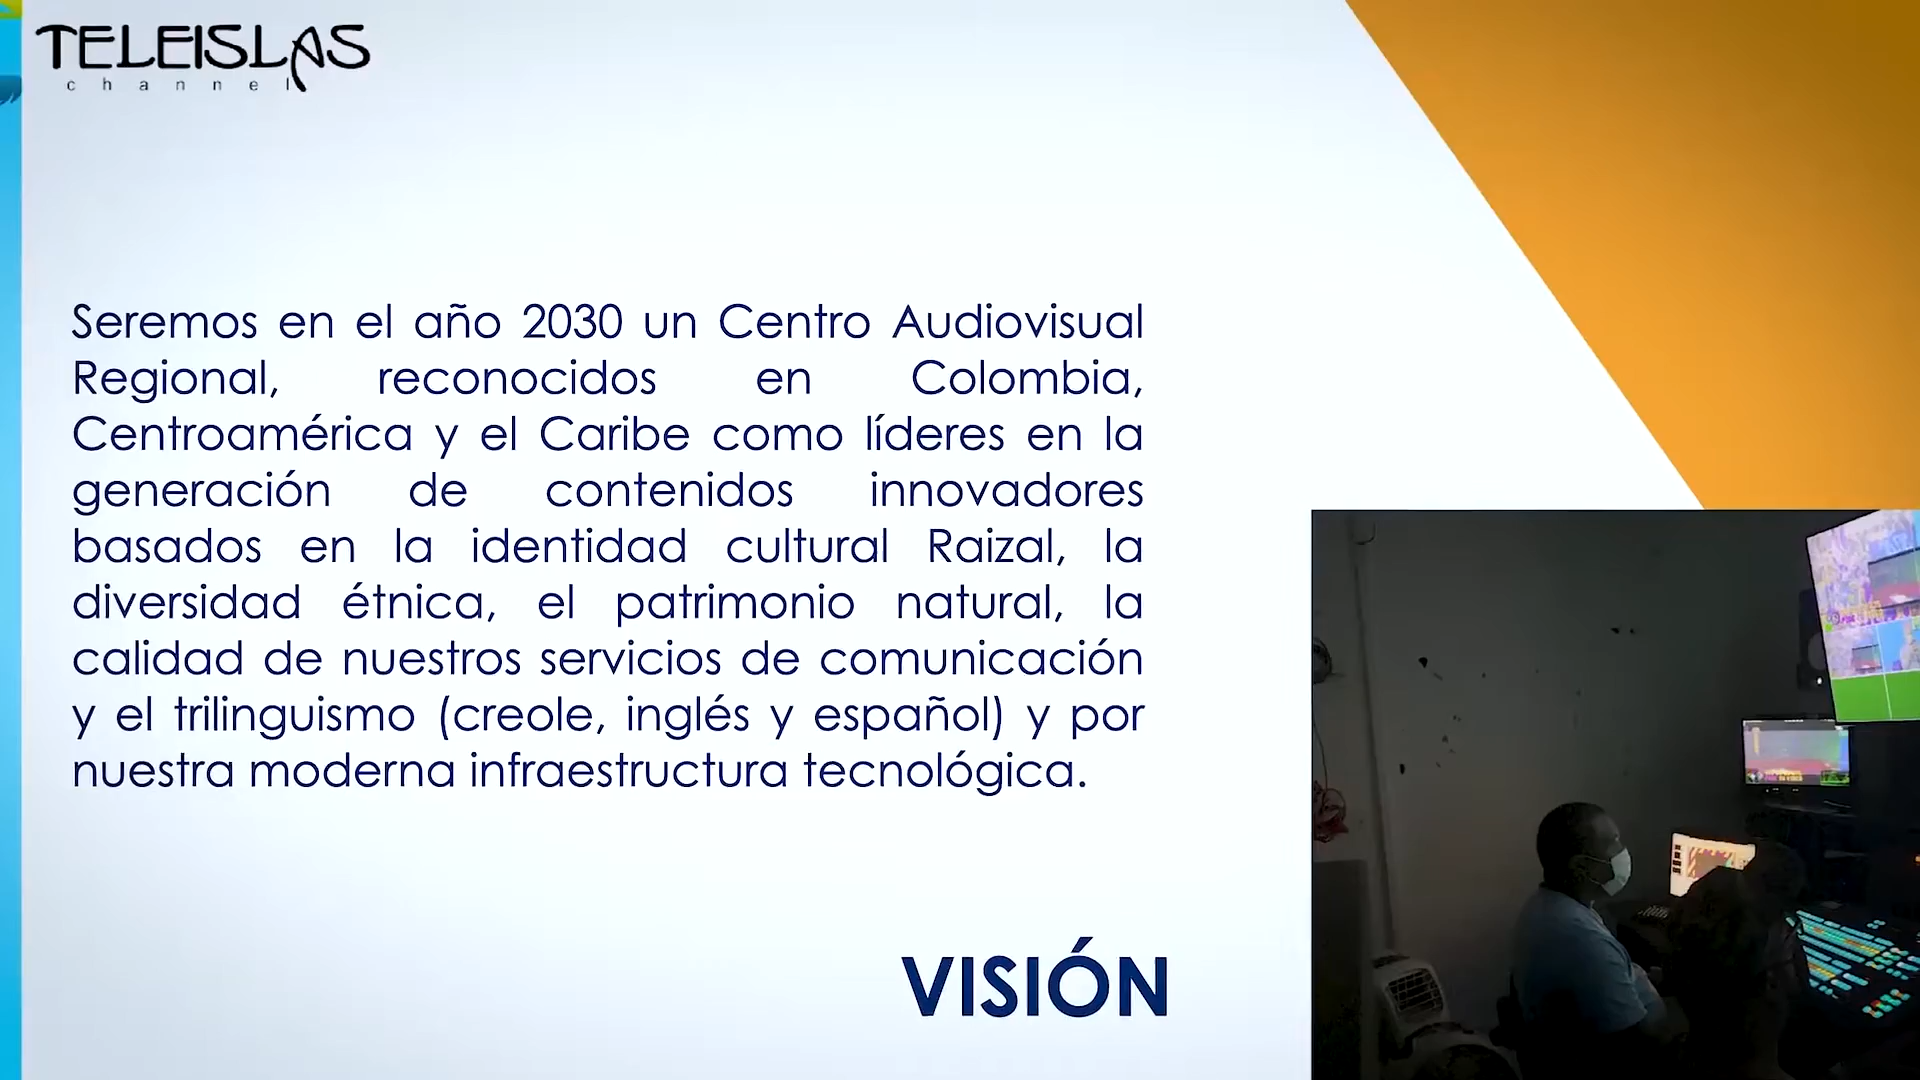 TELEISLAS
channel
Seremos en el año 2030 un Centro Audiovisual
Regional, reconocidos en Colombia,
Centroamérica y el Caribe como líderes en la
generación de contenidos innovadores
basados en la identidad cultural Raizal, la
diversidad étnica, el patrimonio natural, la
calidad de nuestros servicios de comunicación
y el trilinguismo (creole, inglés y español) y por
nuestra moderna infraestructura tecnológica.
VISIÓN